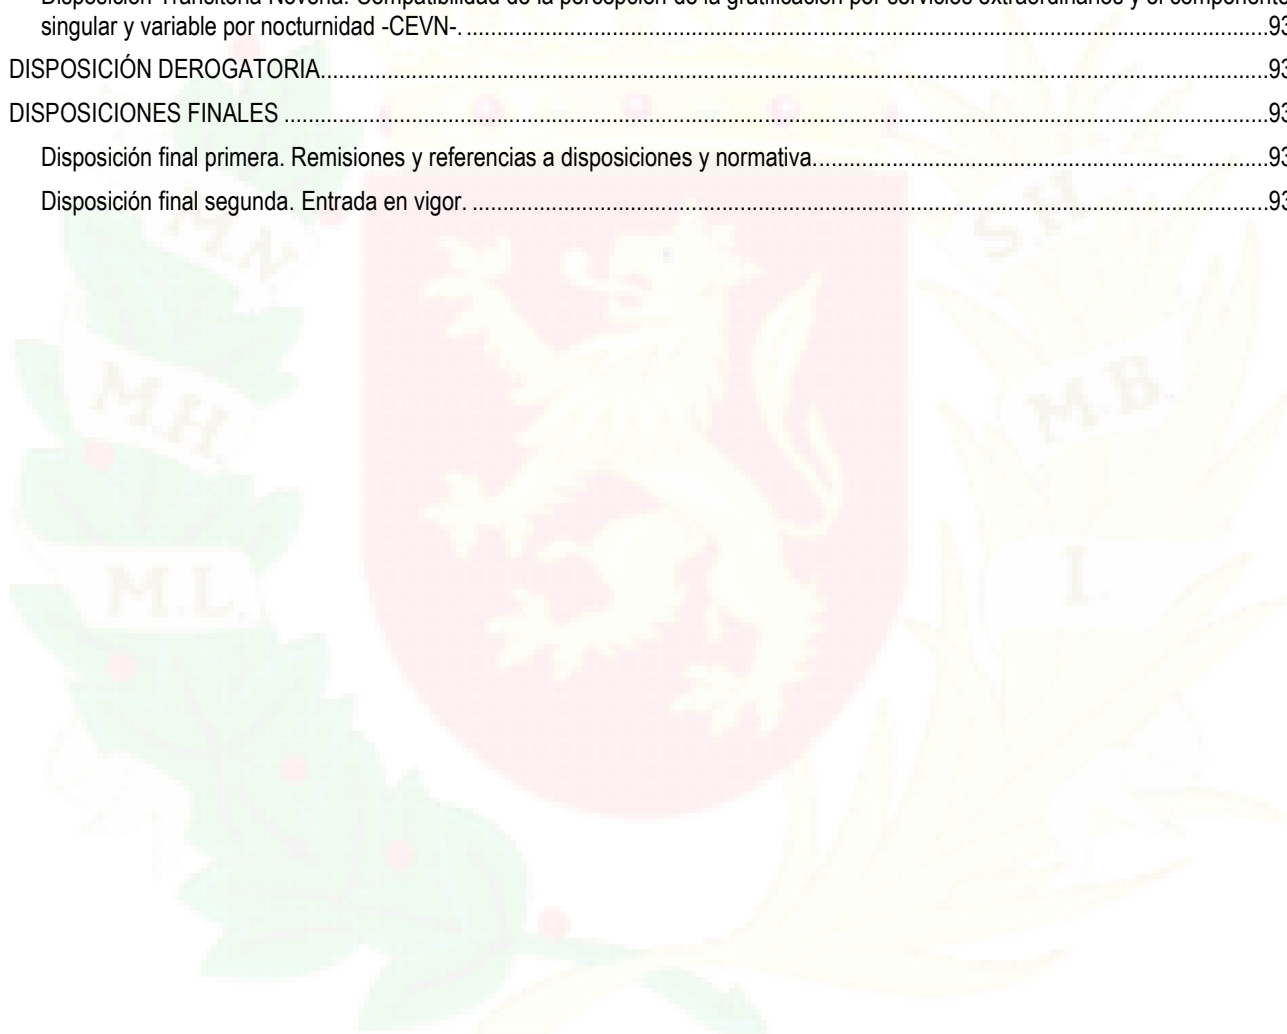 Disposición Transitoria Novena. Compatibilidad de la percepción de la gratificación por servicios extraordinarios y el componente
singular y variable por nocturnidad -CEVN-. 93
DISPOSICIÓN DEROGATORIA. 93
DISPOSICIONES FINALES 93
Disposición final primera. Remisiones y referencias a disposiciones y normativa. 93
Disposición final segunda. Entrada en vigor. 93
M.N.
S.H.
M.H.
M.B.
M.L.
I.